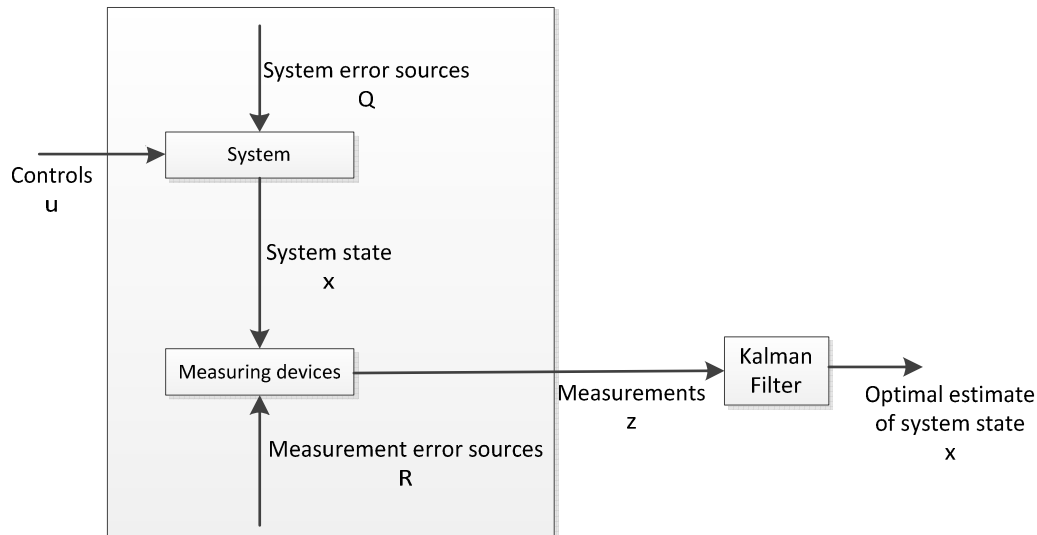 System error sources
Q
System
Controls
u
System state
x
Measuring devices
Kalman
Filter
Measurements
z
Optimal estimate
of system state
x
Measurement error sources
R